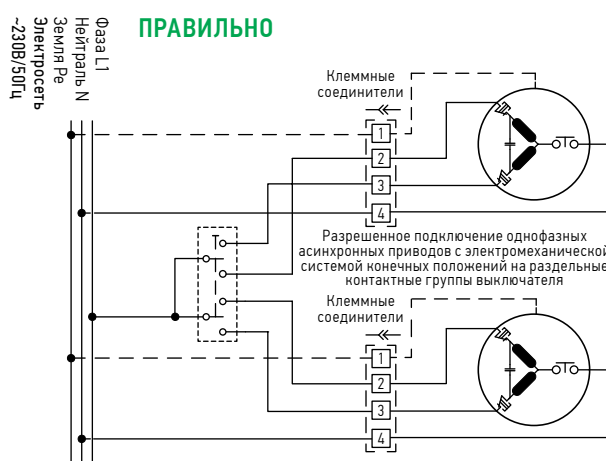 Фаза L1
Нейтраль N
Земля Pe
Электросеть
~230В/50Гц
ПРАВИЛЬНО
Клеммные
соединители
1
2
3
4
Разрешенное подключение однофазных
асинхронных приводов с электромеханической
системой конечных положений на раздельные
контактные группы выключателя
Клеммные
соединители
1
2
3
4